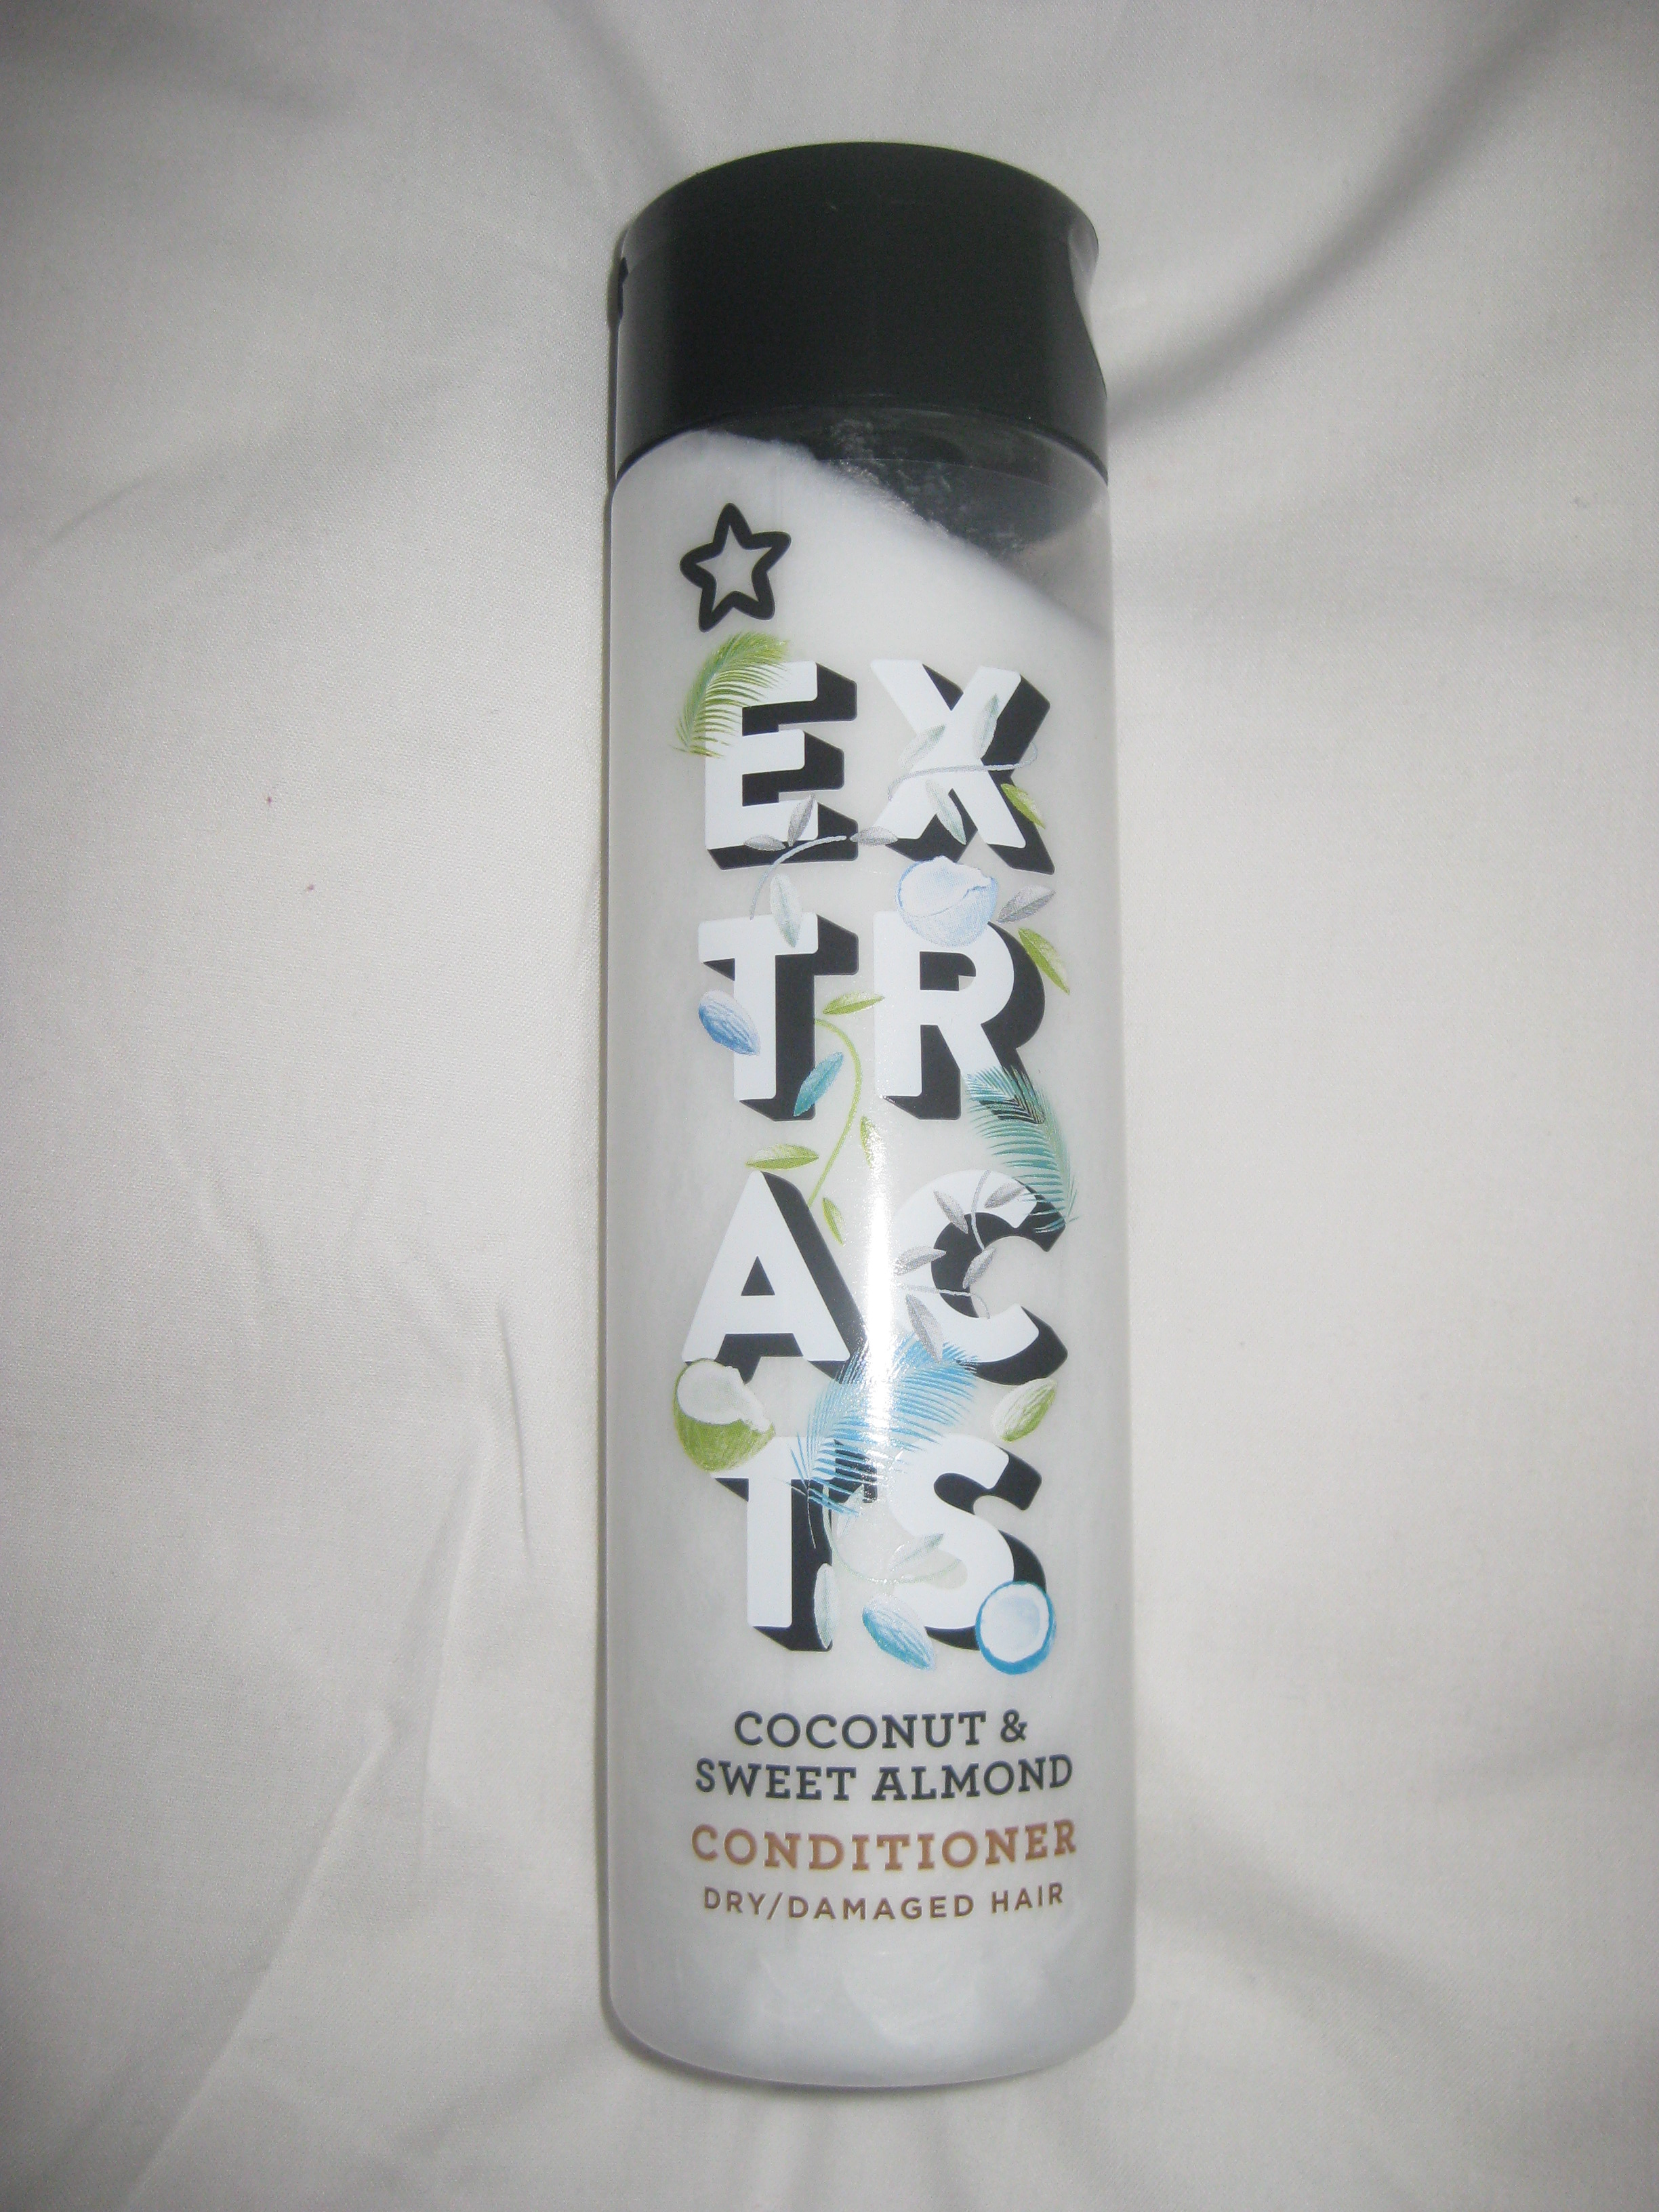 EX
TR
AC
TS
COCONUT &
SWEET ALMOND
CONDITIONER
DRY/DAMAGED HAIR